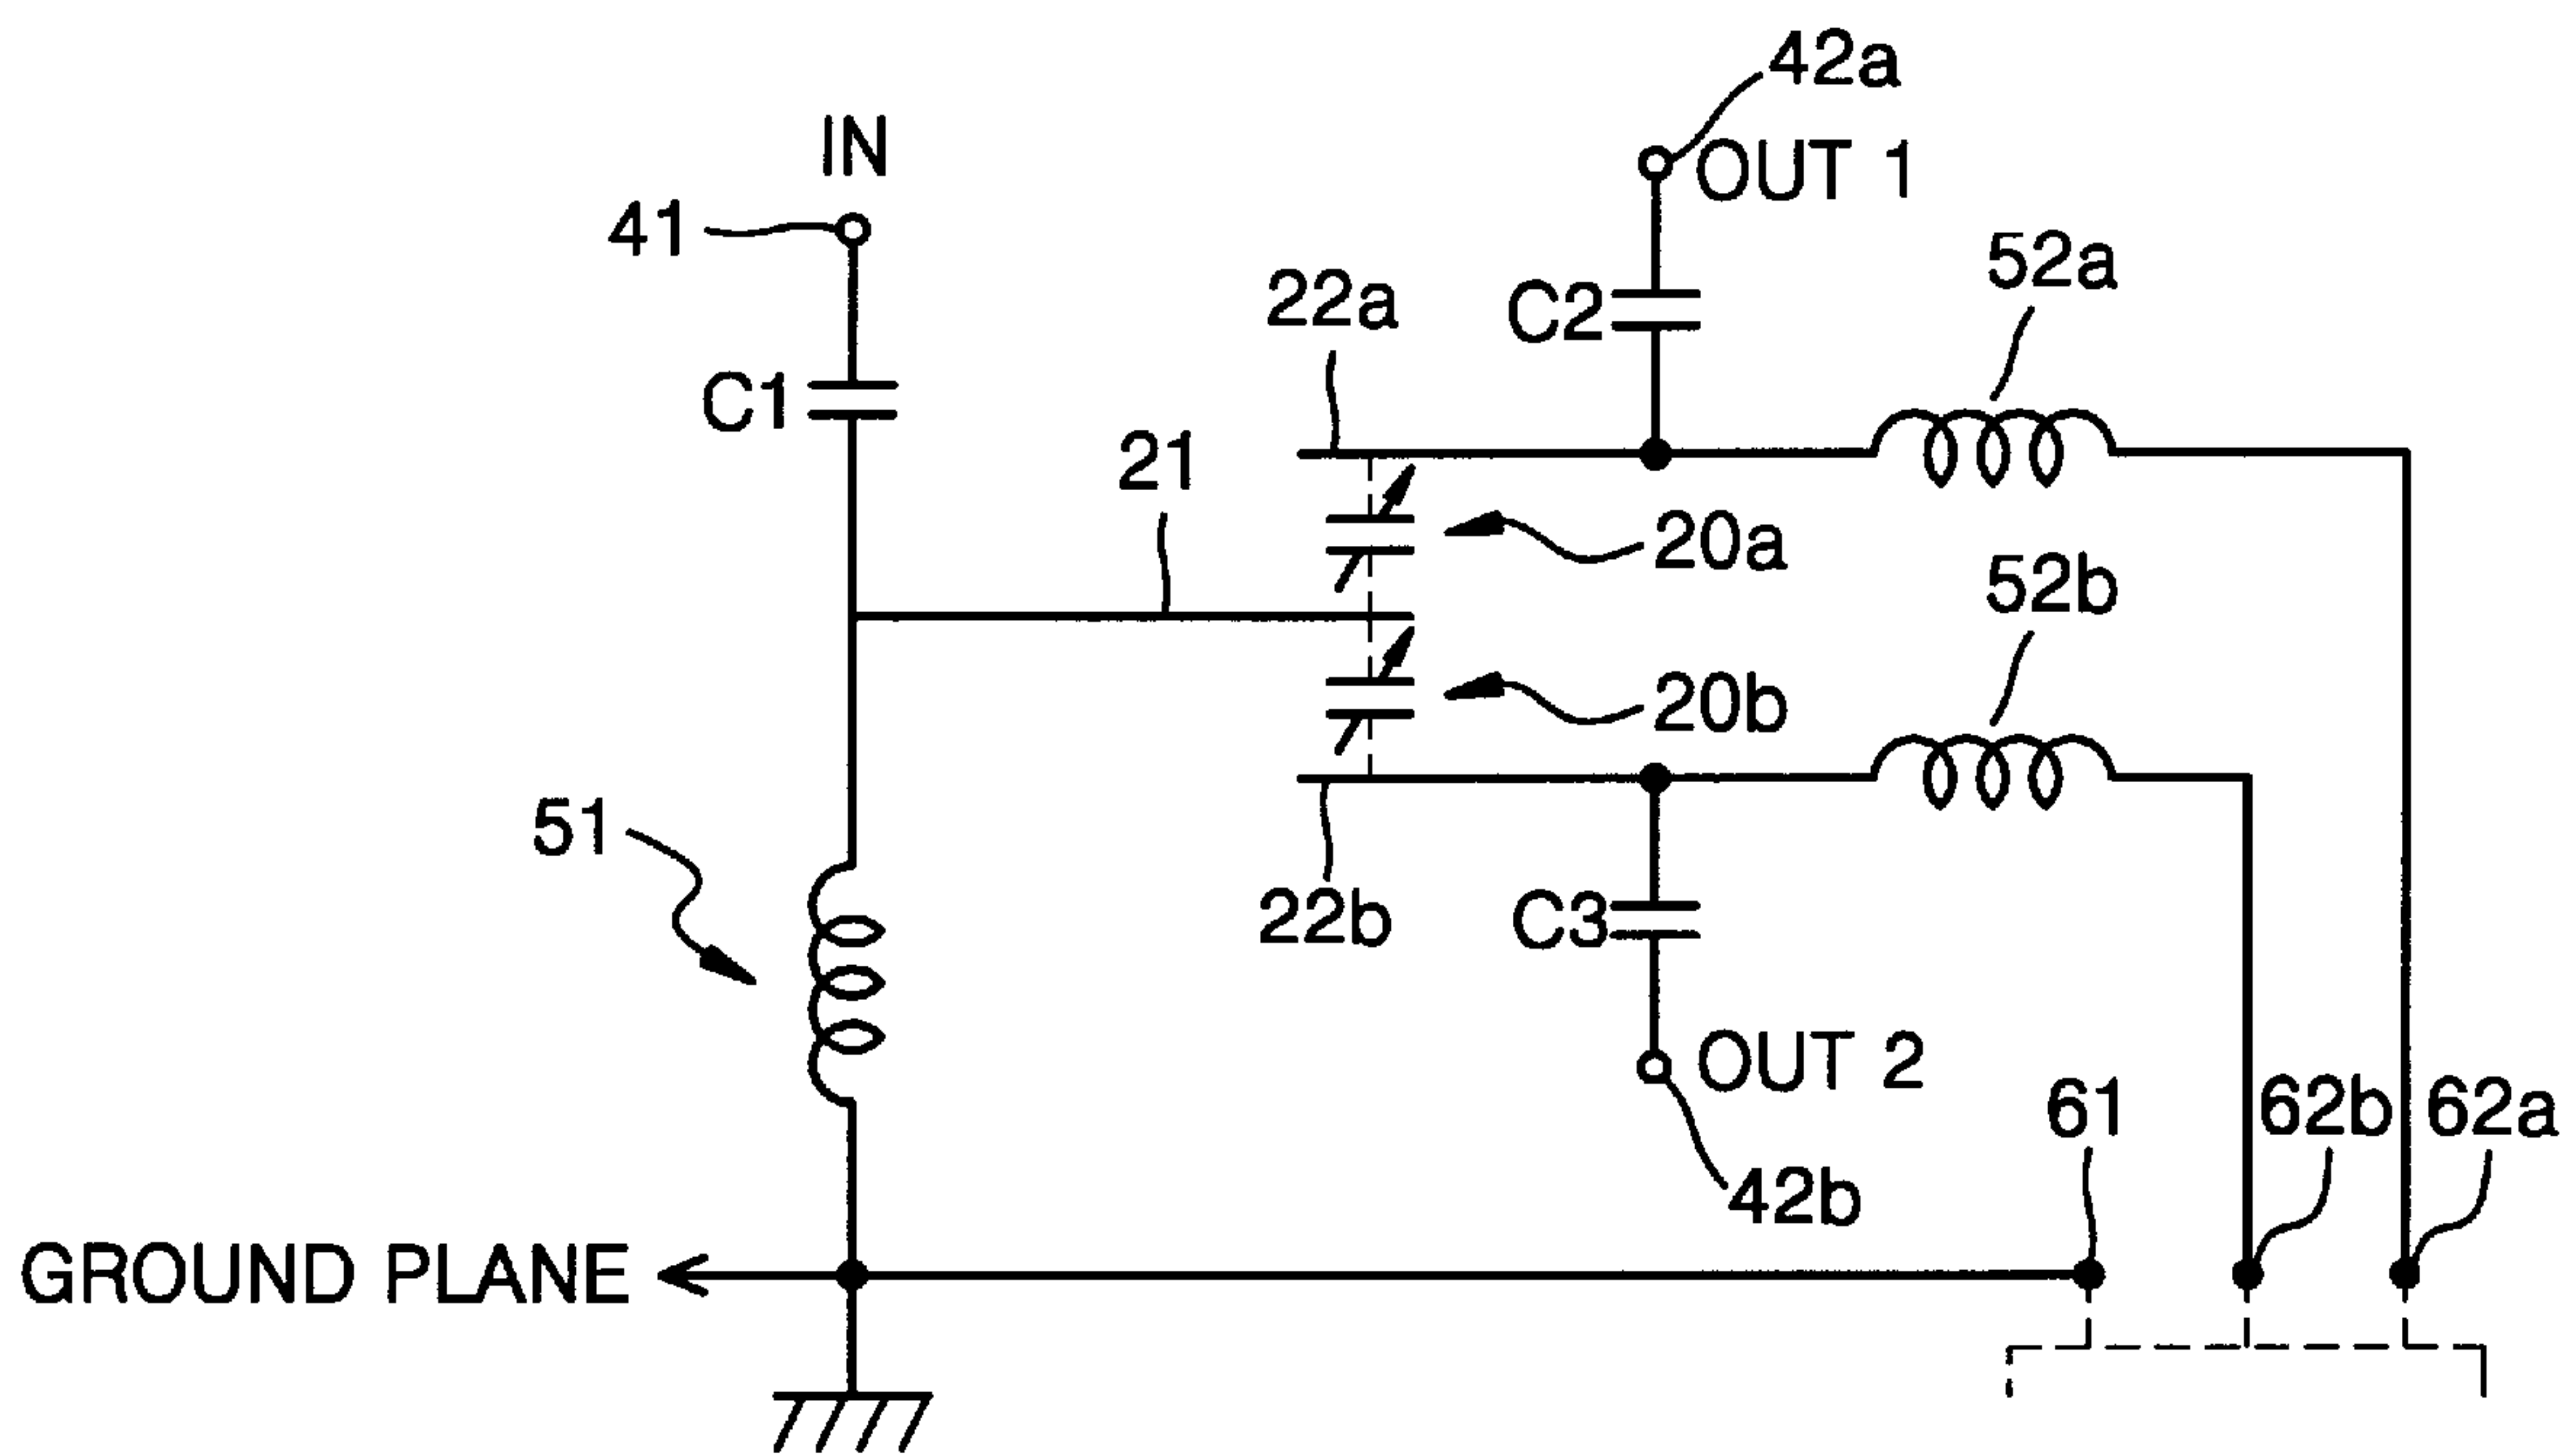 42a
IN
OUT 1
41
52a
22a
C2
C1
21
20a
52b
20b
51
22b
C3
OUT 2
61
62b
62a
42b
GROUND PLANE